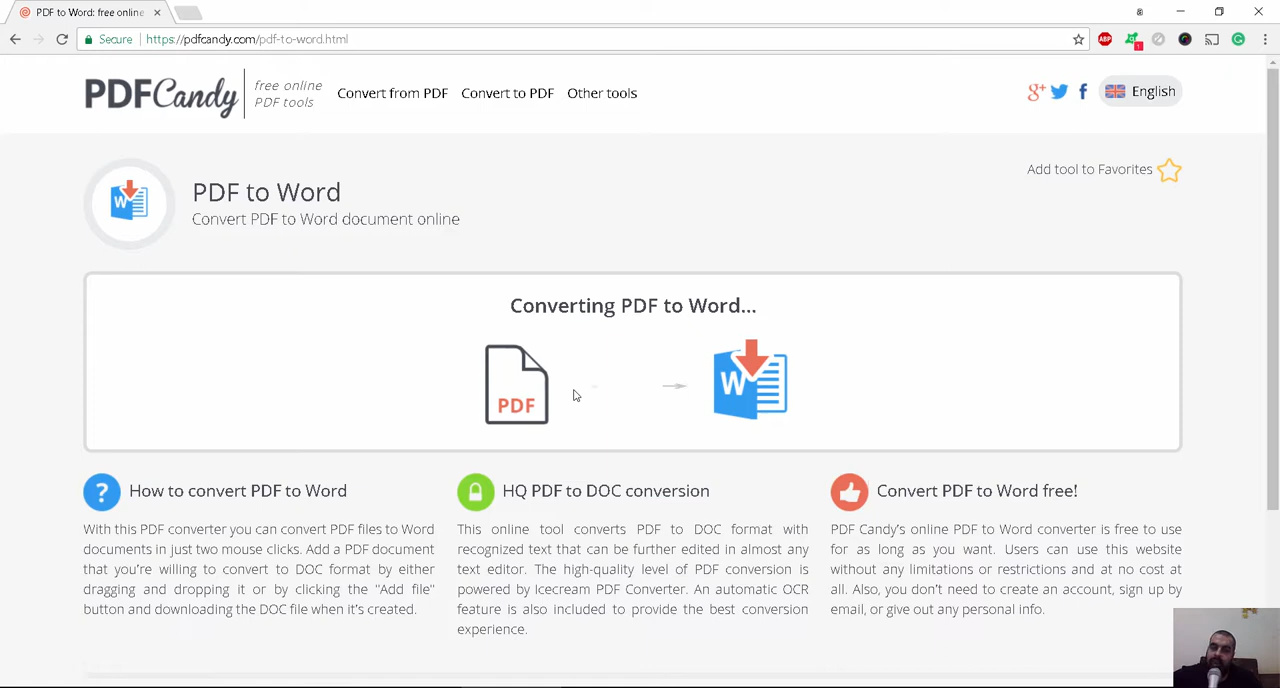 PDF to Word: free online
Secure https://pdfcandy.com/pdf-to-word.html
ABP
1
PDFCandy
free online
PDF tools
Convert from PDF Convert to PDF Other tools
g+ English
Add tool to Favorites
W
PDF to Word
Convert PDF to Word document online
Converting PDF to Word...
PDF
W
? How to convert PDF to Word
With this PDF converter you can convert PDF files to Word
documents in just two mouse clicks. Add a PDF document
that you're willing to convert to DOC format by either
dragging and dropping it or by clicking the "Add file"
button and downloading the DOC file when it's created.
HQ PDF to DOC conversion
This online tool converts PDF to DOC format with
recognized text that can be further edited in almost any
text editor. The high-quality level of PDF conversion is
powered by Icecream PDF Converter. An automatic OCR
feature is also included to provide the best conversion
experience.
Convert PDF to Word free!
PDF Candy's online PDF to Word converter is free to use
for as long as you want. Users can use this website
without any limitations or restrictions and at no cost at
all. Also, you don't need to create an account, sign up by
email, or give out any personal info.